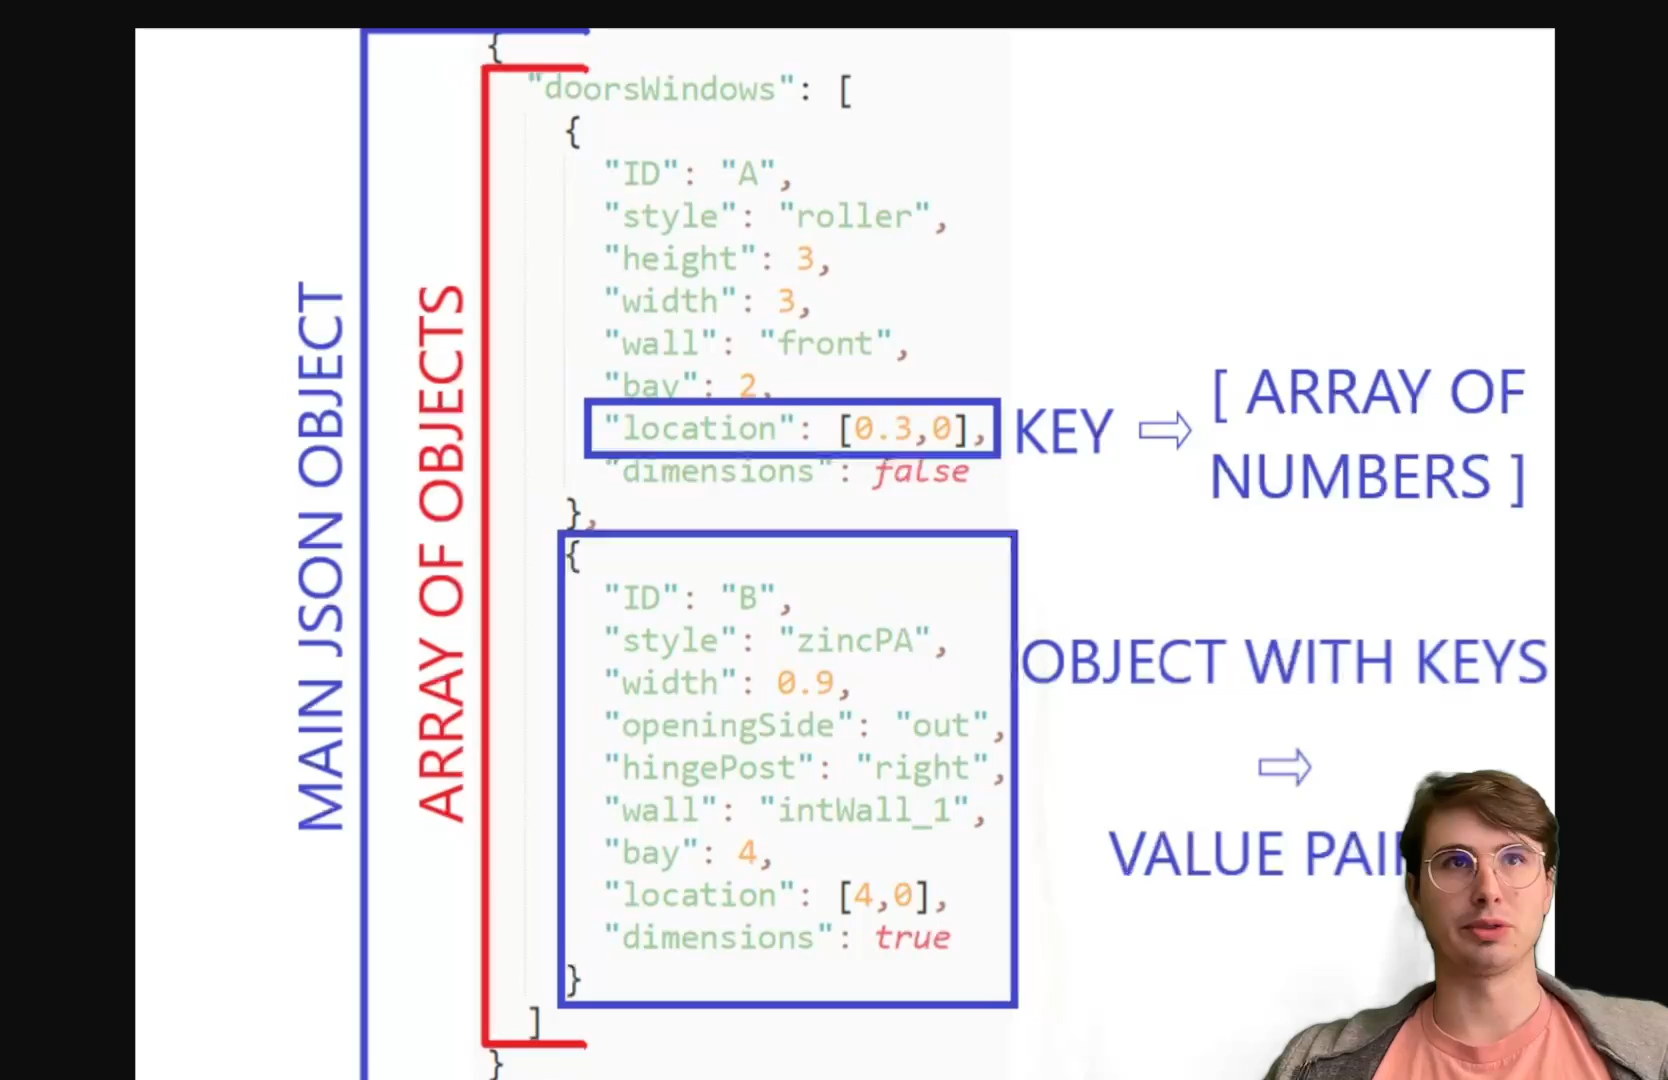 {
"doorsWindows": [
{
"ID": "A",
"style": "roller",
"height": 3,
"width": 3,
"wall": "front",
"bay": 2,
"location": [0.3,0],
"dimensions": false
},
{
"ID": "B",
"style": "zincPA",
"width": 0.9,
"openingSide": "out",
"hingePost": "right",
"wall": "intWall_1",
"bay": 4,
"location": [4,0],
"dimensions": true
}
]
}
MAIN JSON OBJECT
ARRAY OF OBJECTS
KEY ⇨ [ ARRAY OF
NUMBERS ]
OBJECT WITH KEYS
⇨
VALUE PAI